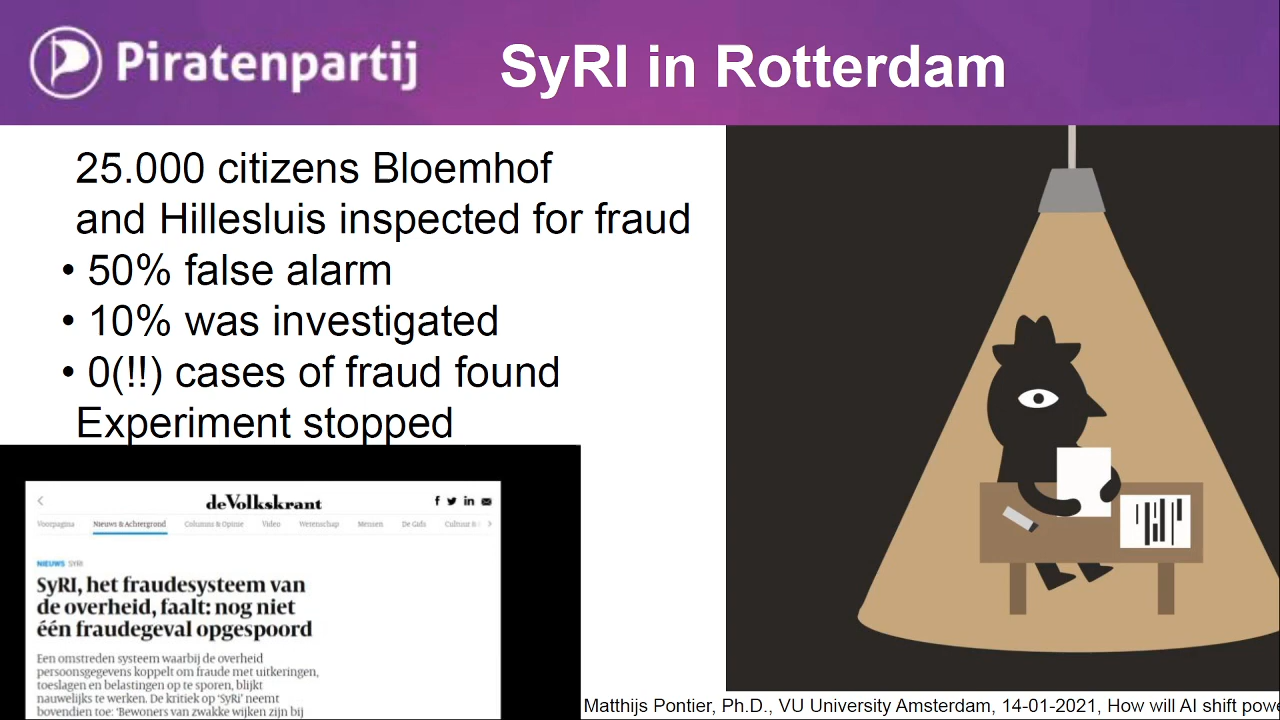 Piratenpartij
SyRI in Rotterdam
25.000 citizens Bloemhof
and Hillesluis inspected for fraud
• 50% false alarm
• 10% was investigated
• 0(!!) cases of fraud found
Experiment stopped
deVolkskrant
Voorpagina Nieuws & Achtergrond Columns & Opinie Video Wetenschap Mensen De Gids Cultuur &
NIEUWS SYRI
SyRI, het fraudesysteem van
de overheid, faalt: nog niet
één fraudegeval opgespoord
Een omstreden systeem waarbij de overheid
persoonsgegevens koppelt om fraude met uitkeringen,
toeslagen en belastingen op te sporen, blijkt
nauwelijks te werken. De kritiek op 'SyRi' neemt
bovendien toe: 'Bewoners van zwakke wijken zijn bij
Matthijs Pontier, Ph.D., VU University Amsterdam, 14-01-2021, How will AI shift powe